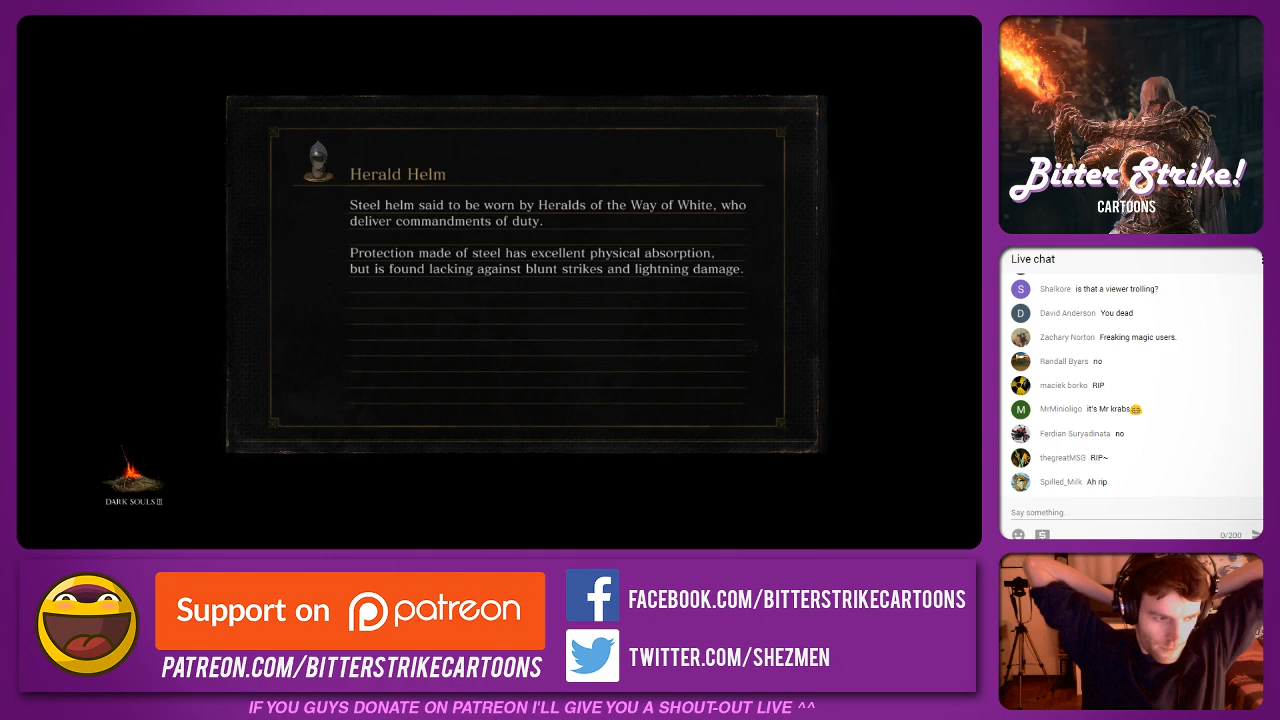 Herald Helm
Steel helm said to be worn by Heralds of the Way of White, who
deliver commandments of duty.
Protection made of steel has excellent physical absorption,
but is found lacking against blunt strikes and lightning damage.
DARK SOULS III
Bitter Strike!
CARTOONS
Live chat
S Shalkore is that a viewer trolling?
D David Anderson You dead
Zachary Norton Freaking magic users.
Randall Byars no
maciek borko RIP
M MrMinioligo it's Mr krabs😄
Ferdian Suryadinata no
thegreatMSG RIP~
Spilled_Milk Ah rip
Say something...
0/200
Support on patreon
PATREON.COM/BITTERSTRIKECARTOONS
FACEBOOK.COM/BITTERSTRIKECARTOONS
TWITTER.COM/SHEZMEN
IF YOU GUYS DONATE ON PATREON I'LL GIVE YOU A SHOUT-OUT LIVE ^^